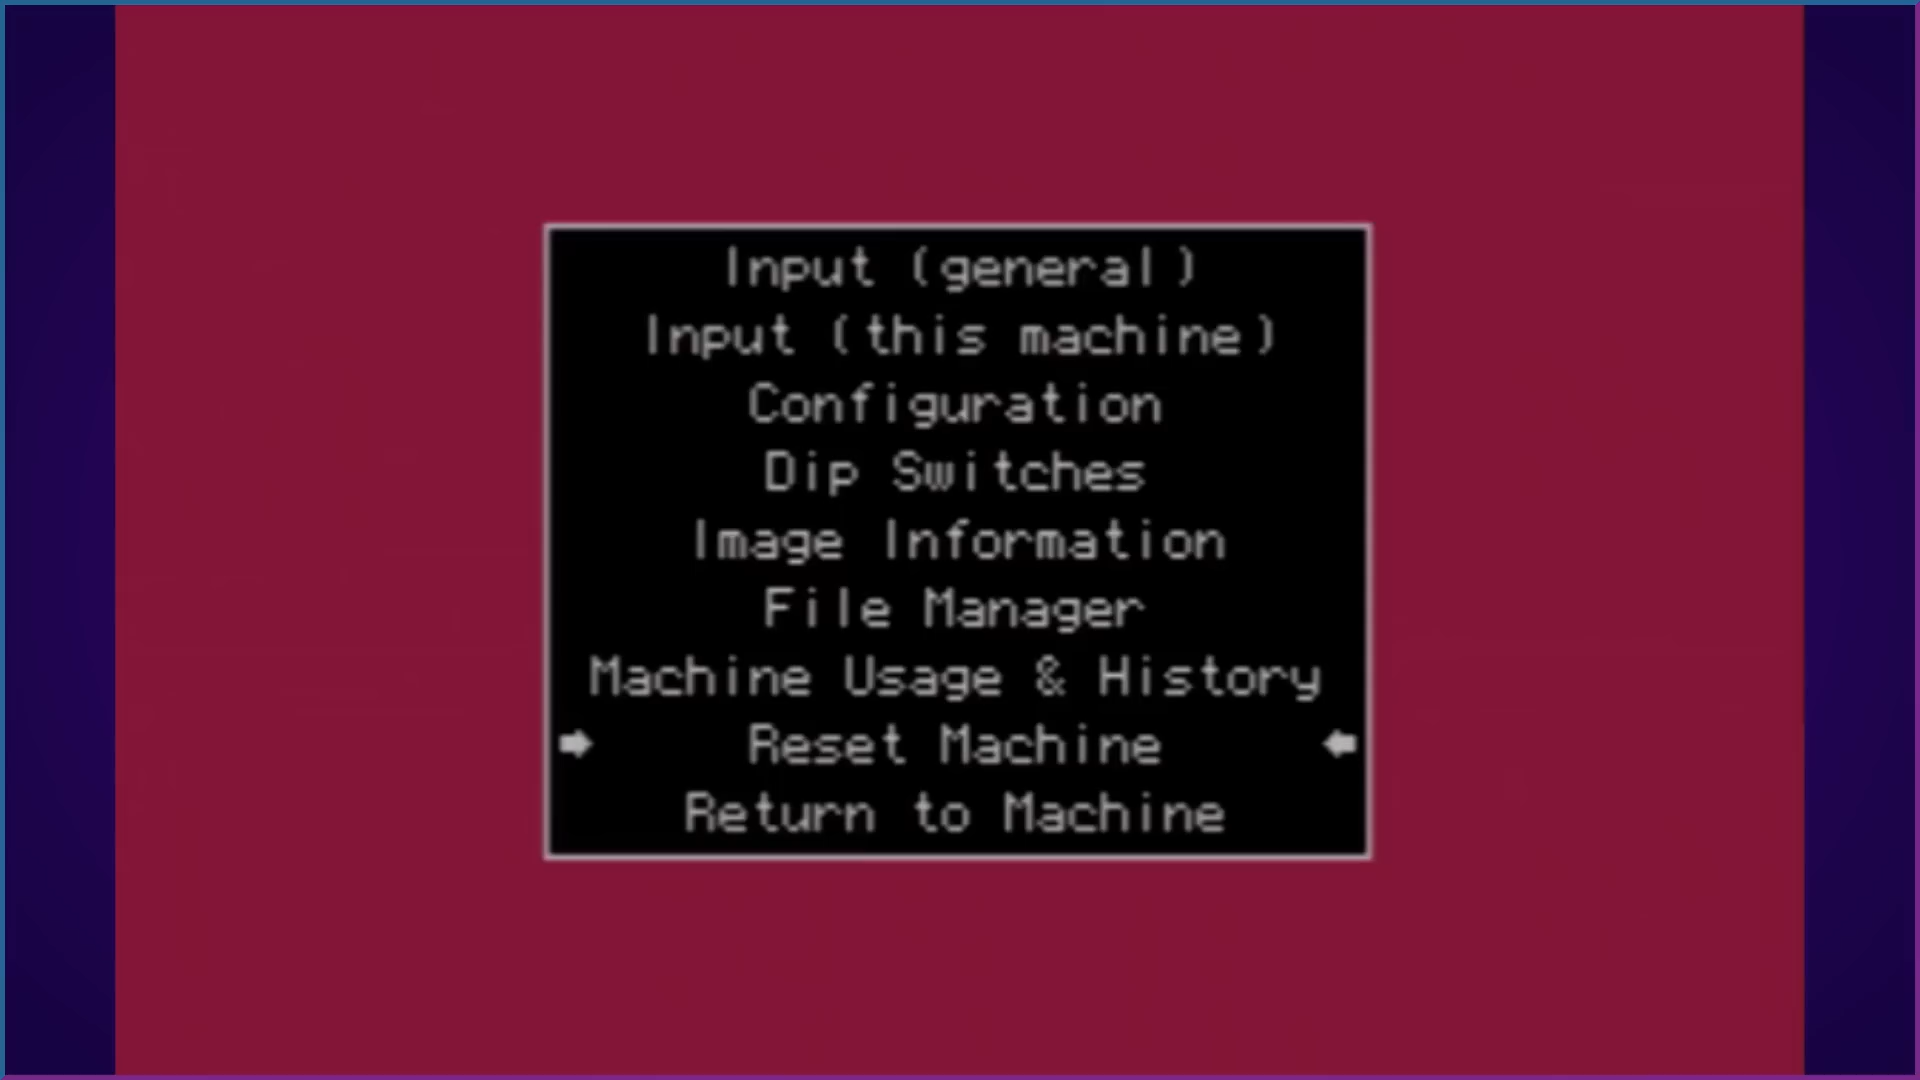 Input (general)
Input (this machine)
Configuration
Dip Switches
Image Information
File Manager
Machine Usage & History
Reset Machine
Return to Machine